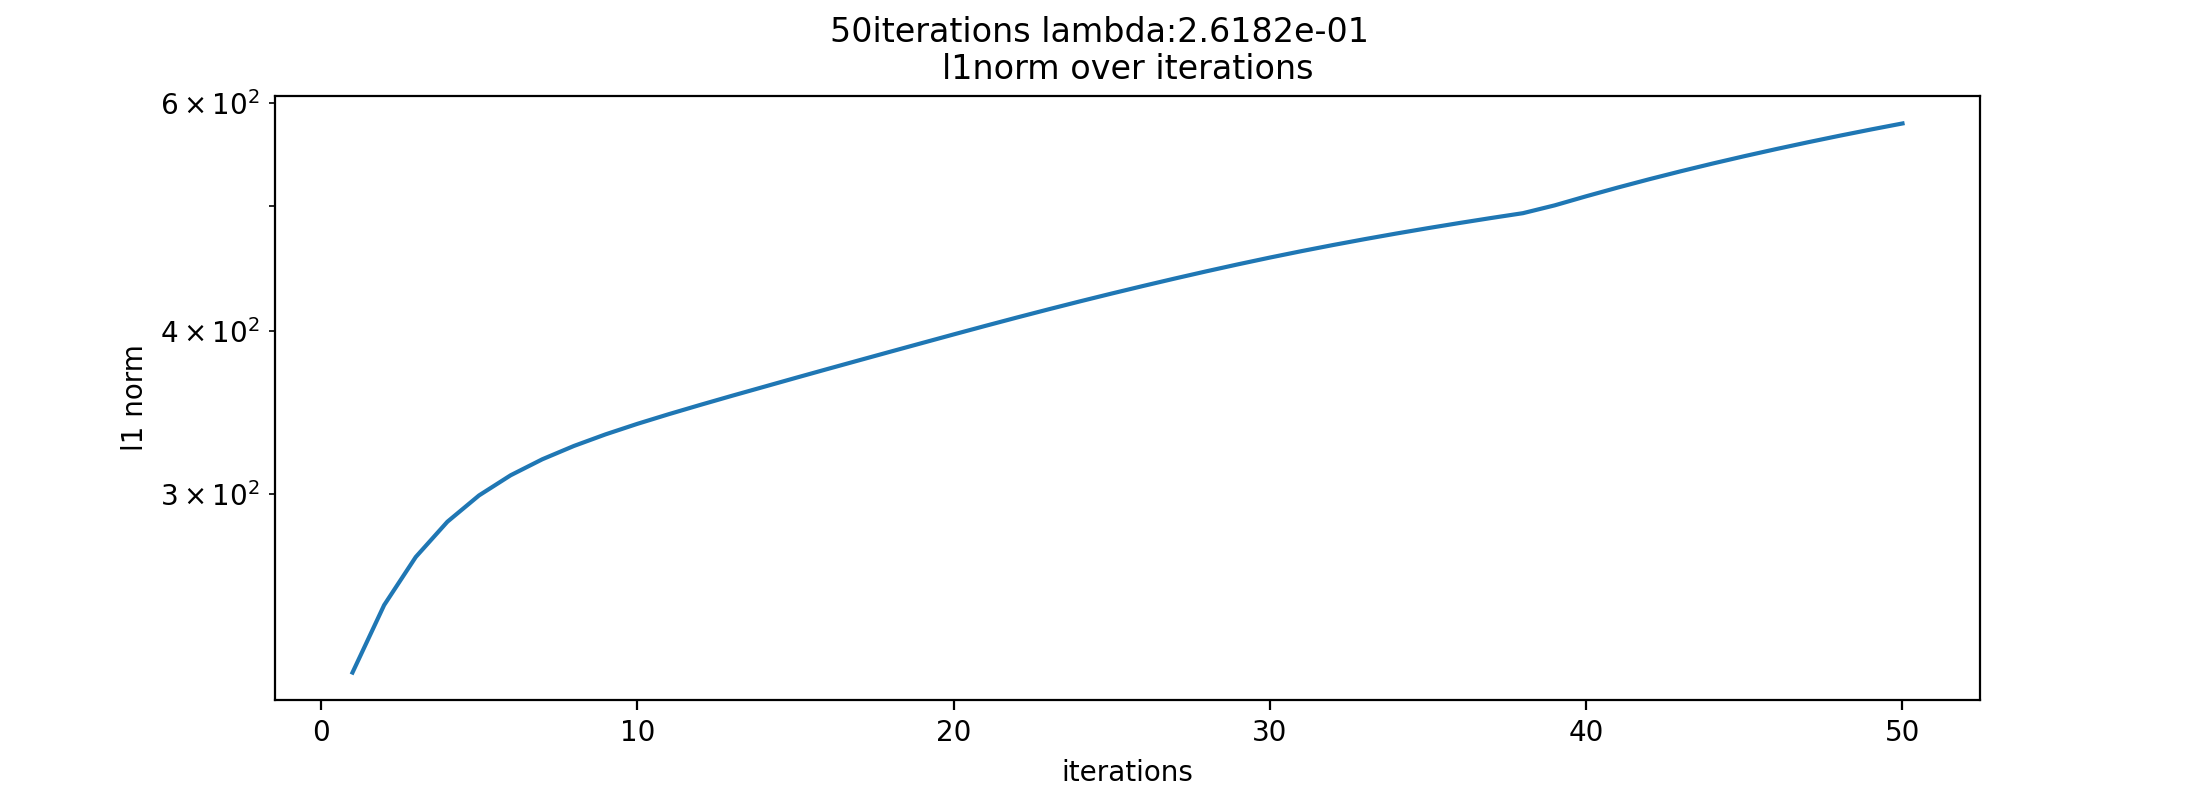 50iterations lambda:2.6182e-01
l1norm over iterations
6 × 10²
4 × 10²
3 × 10²
l1 norm
0 10 20 30 40 50
iterations